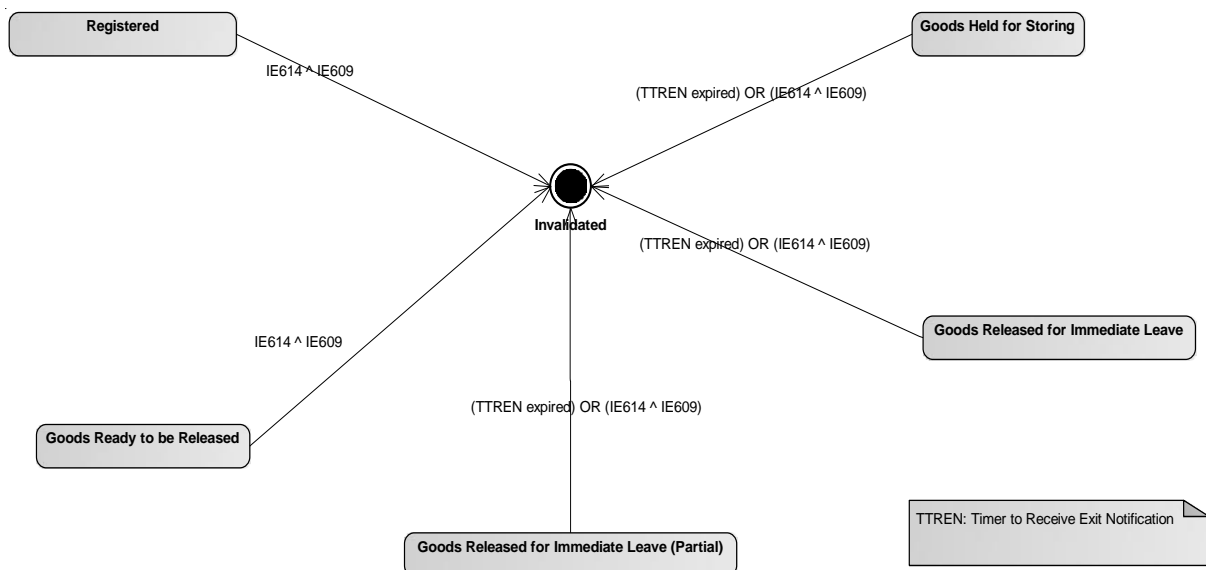 Registered
Goods Held for Storing
IE614 ^ IE609
(TTREN expired) OR (IE614 ^ IE609)
Invalidated
(TTREN expired) OR (IE614 ^ IE609)
Goods Released for Immediate Leave
IE614 ^ IE609
(TTREN expired) OR (IE614 ^ IE609)
Goods Ready to be Released
TTREN: Timer to Receive Exit Notification
Goods Released for Immediate Leave (Partial)